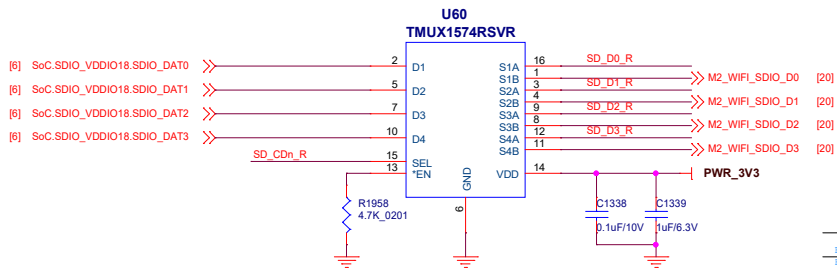 U60
TMUX1574RSVR
[6] SoC.SDIO_VDDIO18.SDIO_DAT0 2 D1 S1A 16 SD_D0_R
S1B 1 M2_WIFI_SDIO_D0 [20]
[6] SoC.SDIO_VDDIO18.SDIO_DAT1 5 D2 S2A 3 SD_D1_R
S2B 4 M2_WIFI_SDIO_D1 [20]
[6] SoC.SDIO_VDDIO18.SDIO_DAT2 7 D3 S3A 9 SD_D2_R
S3B 8 M2_WIFI_SDIO_D2 [20]
[6] SoC.SDIO_VDDIO18.SDIO_DAT3 10 D4 S4A 12 SD_D3_R
S4B 11 M2_WIFI_SDIO_D3 [20]
SD_CDn_R 15 SEL
13 *EN VDD 14 PWR_3V3
GND
6
R1958
4.7K_0201
C1338
0.1uF/10V
C1339
1uF/6.3V